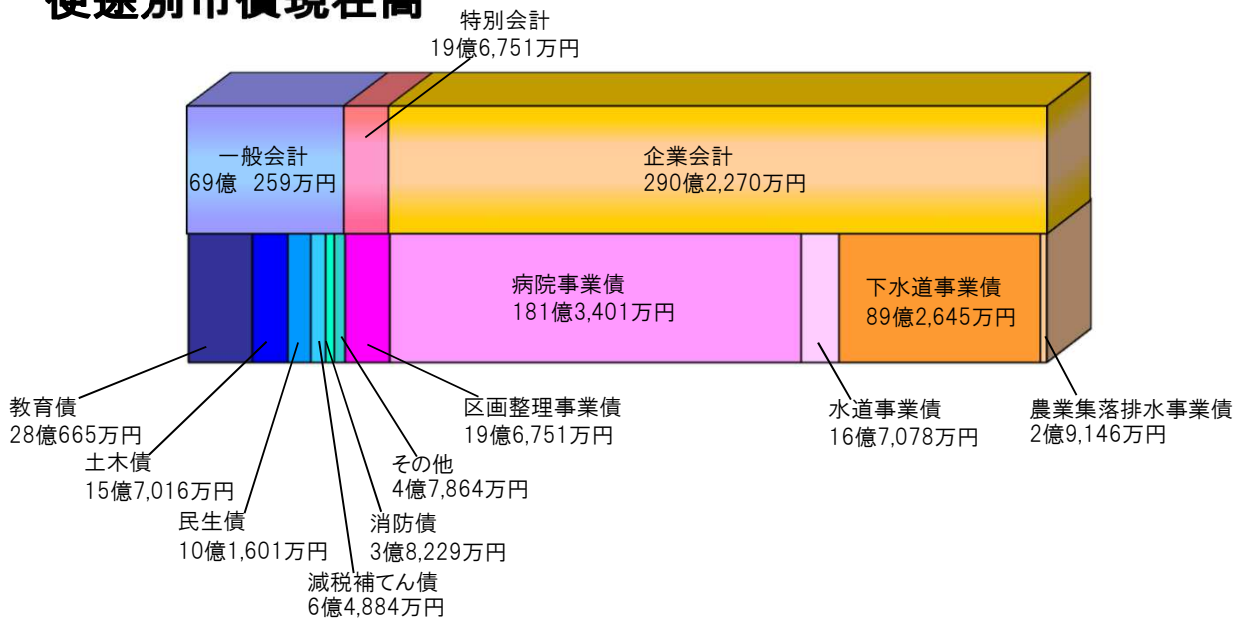 使途別市債現在高
特別会計
19億6,751万円
一般会計
69億 259万円
企業会計
290億2,270万円
病院事業債
181億3,401万円
下水道事業債
89億2,645万円
教育債
28億665万円
土木債
15億7,016万円
民生債
10億1,601万円
減税補てん債
6億4,884万円
消防債
3億8,229万円
その他
4億7,864万円
区画整理事業債
19億6,751万円
水道事業債
16億7,078万円
農業集落排水事業債
2億9,146万円